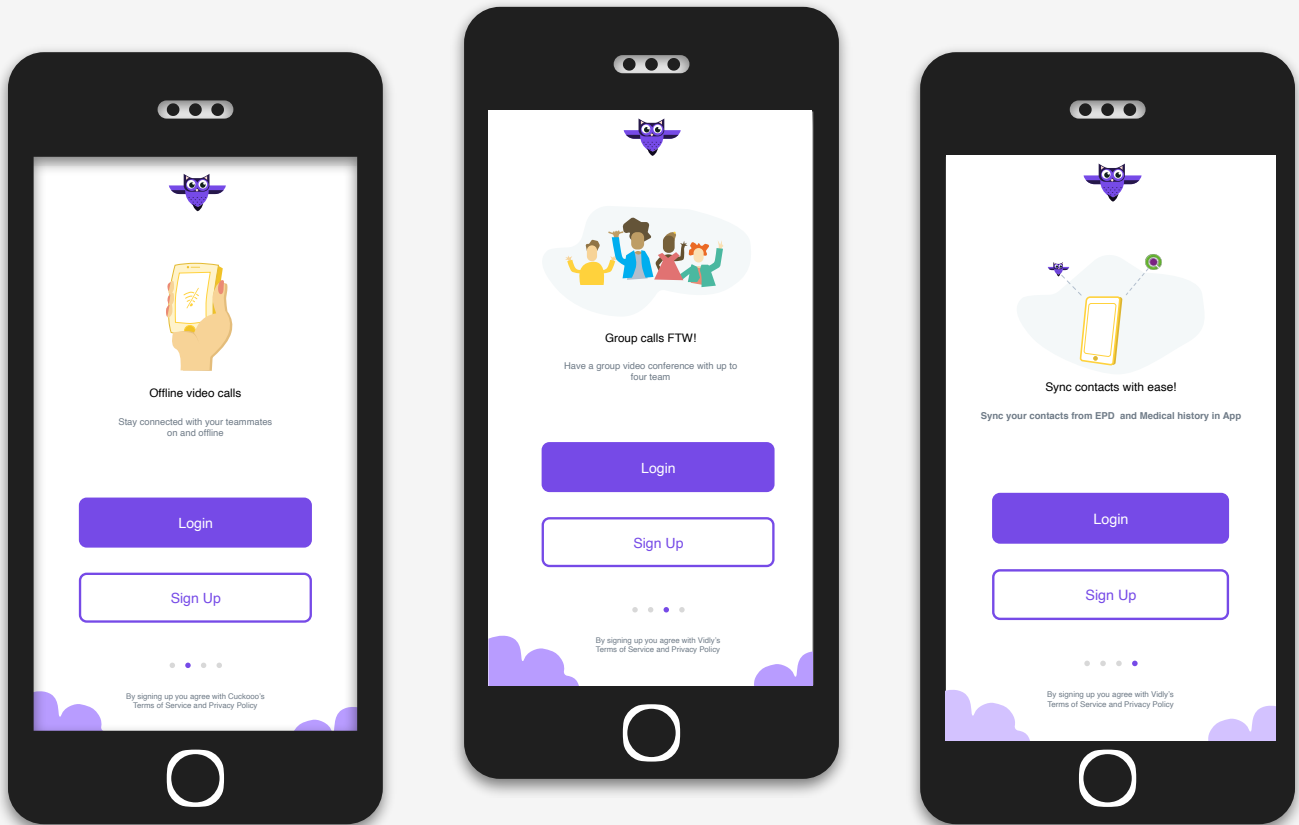 Offline video calls
Stay connected with your teammates
on and offline
Login
Sign Up
By signing up you agree with Cuckooo's
Terms of Service and Privacy Policy
Group calls FTW!
Have a group video conference with up to
four team
Login
Sign Up
By signing up you agree with Vidly's
Terms of Service and Privacy Policy
Sync contacts with ease!
Sync your contacts from EPD and Medical history in App
Login
Sign Up
By signing up you agree with Vidly's
Terms of Service and Privacy Policy